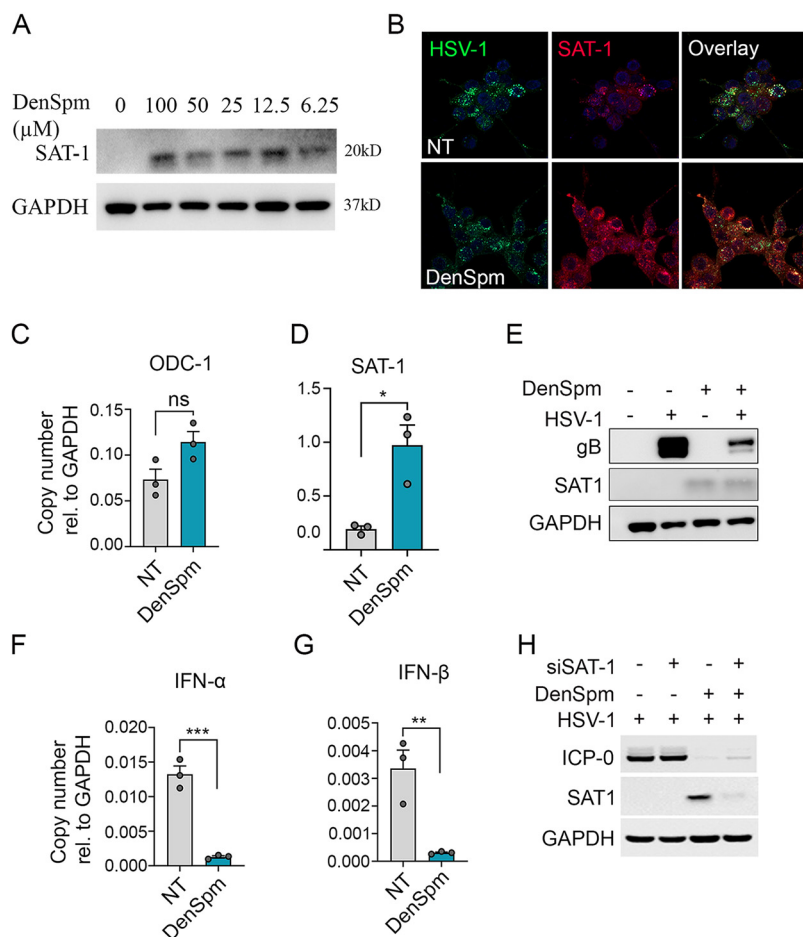 A
DenSpm
(μM)
0 100 50 25 12.5 6.25
SAT-1
20kD
GAPDH
37kD
B
HSV-1
SAT-1
Overlay
NT
DenSpm
C
ODC-1
ns
Copy number
rel. to GAPDH
0.15
0.10
0.05
0.00
NT
DenSpm
D
SAT-1
*
1.5
1.0
0.5
0.0
NT
DenSpm
E
DenSpm - - + +
HSV-1 - + - +
gB
SAT1
GAPDH
F
IFN-α
***
Copy number
rel. to GAPDH
0.020
0.015
0.010
0.005
0.000
NT
DenSpm
G
IFN-β
**
0.005
0.004
0.003
0.002
0.001
0.000
NT
DenSpm
H
siSAT-1 - + - +
DenSpm - - + +
HSV-1 + + + +
ICP-0
SAT1
GAPDH